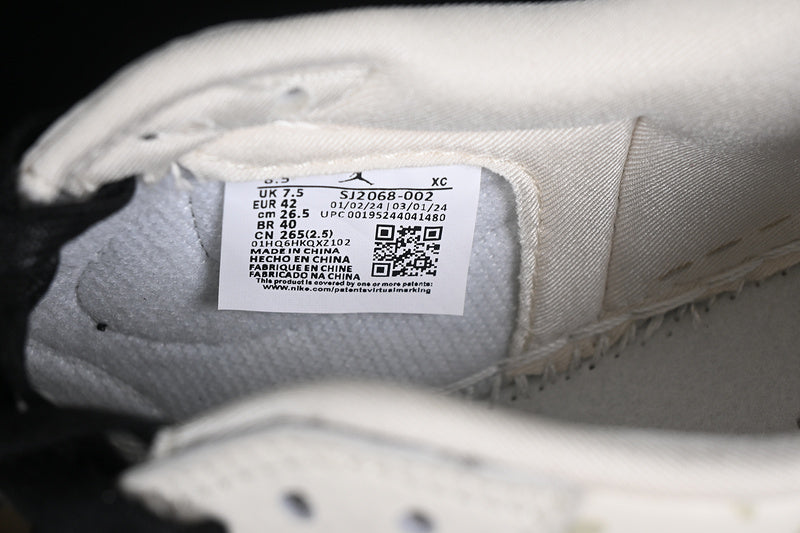 8.5 XC
UK 7.5 SJ2068-002
EUR 42 01/02/24 | 03/01/24
cm 26.5 UPC 00195244041480
BR 40
CN 265(2.5)
01HQ6HKQXZ102
MADE IN CHINA
HECHO EN CHINA
FABRIQUE EN CHINE
FABRICADO NA CHINA
This product is covered by one or more patents:
www.nike.com/patentsvirtualmarking